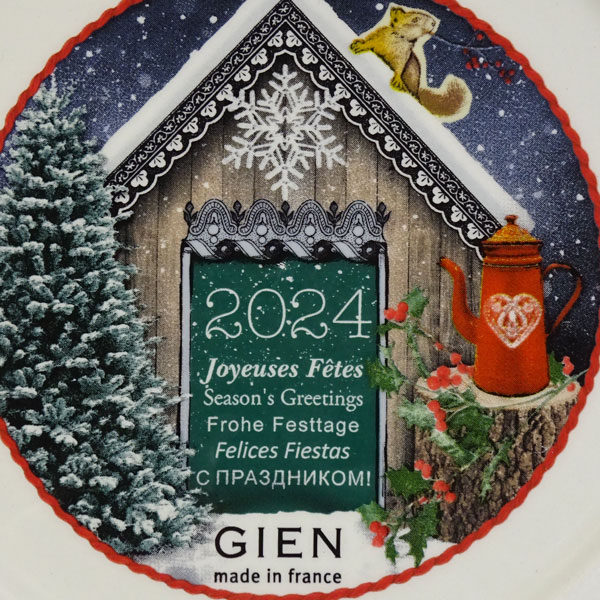 2024
Joyeuses Fêtes
Season's Greetings
Frohe Festtage
Felices Fiestas
С ПРАЗДНИКОМ!
GIEN
made in france